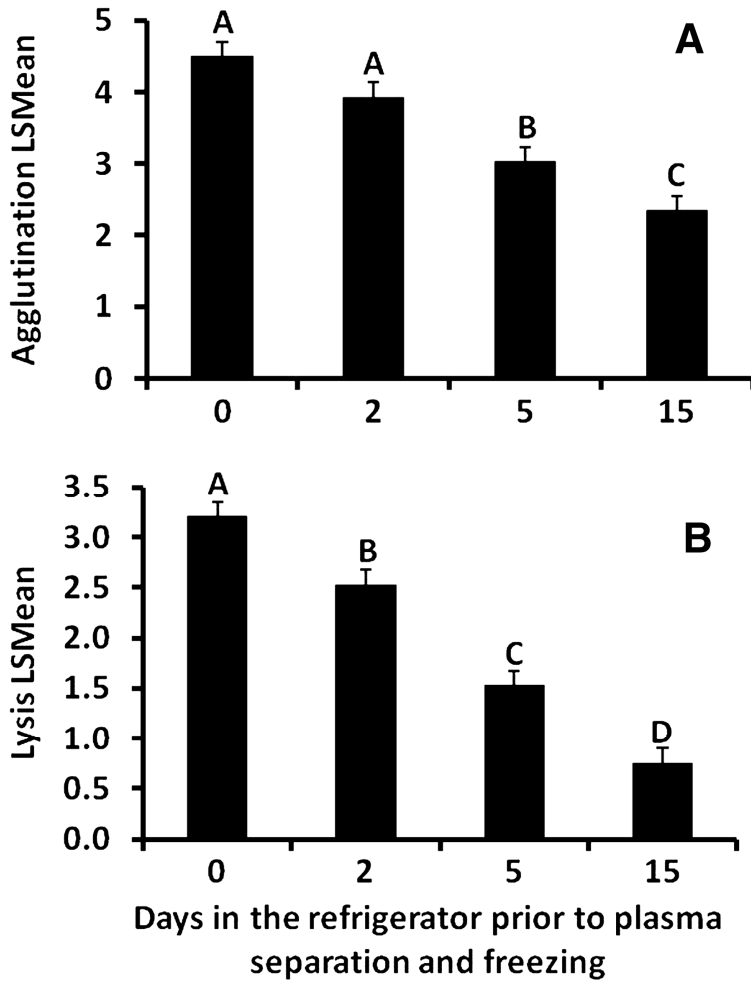 A
Agglutination LSMean
5
4
3
2
1
0
A
A
B
C
0 2 5 15
B
Lysis LSMean
3.5
3.0
2.5
2.0
1.5
1.0
0.5
0.0
A
B
C
D
0 2 5 15
Days in the refrigerator prior to plasma
separation and freezing